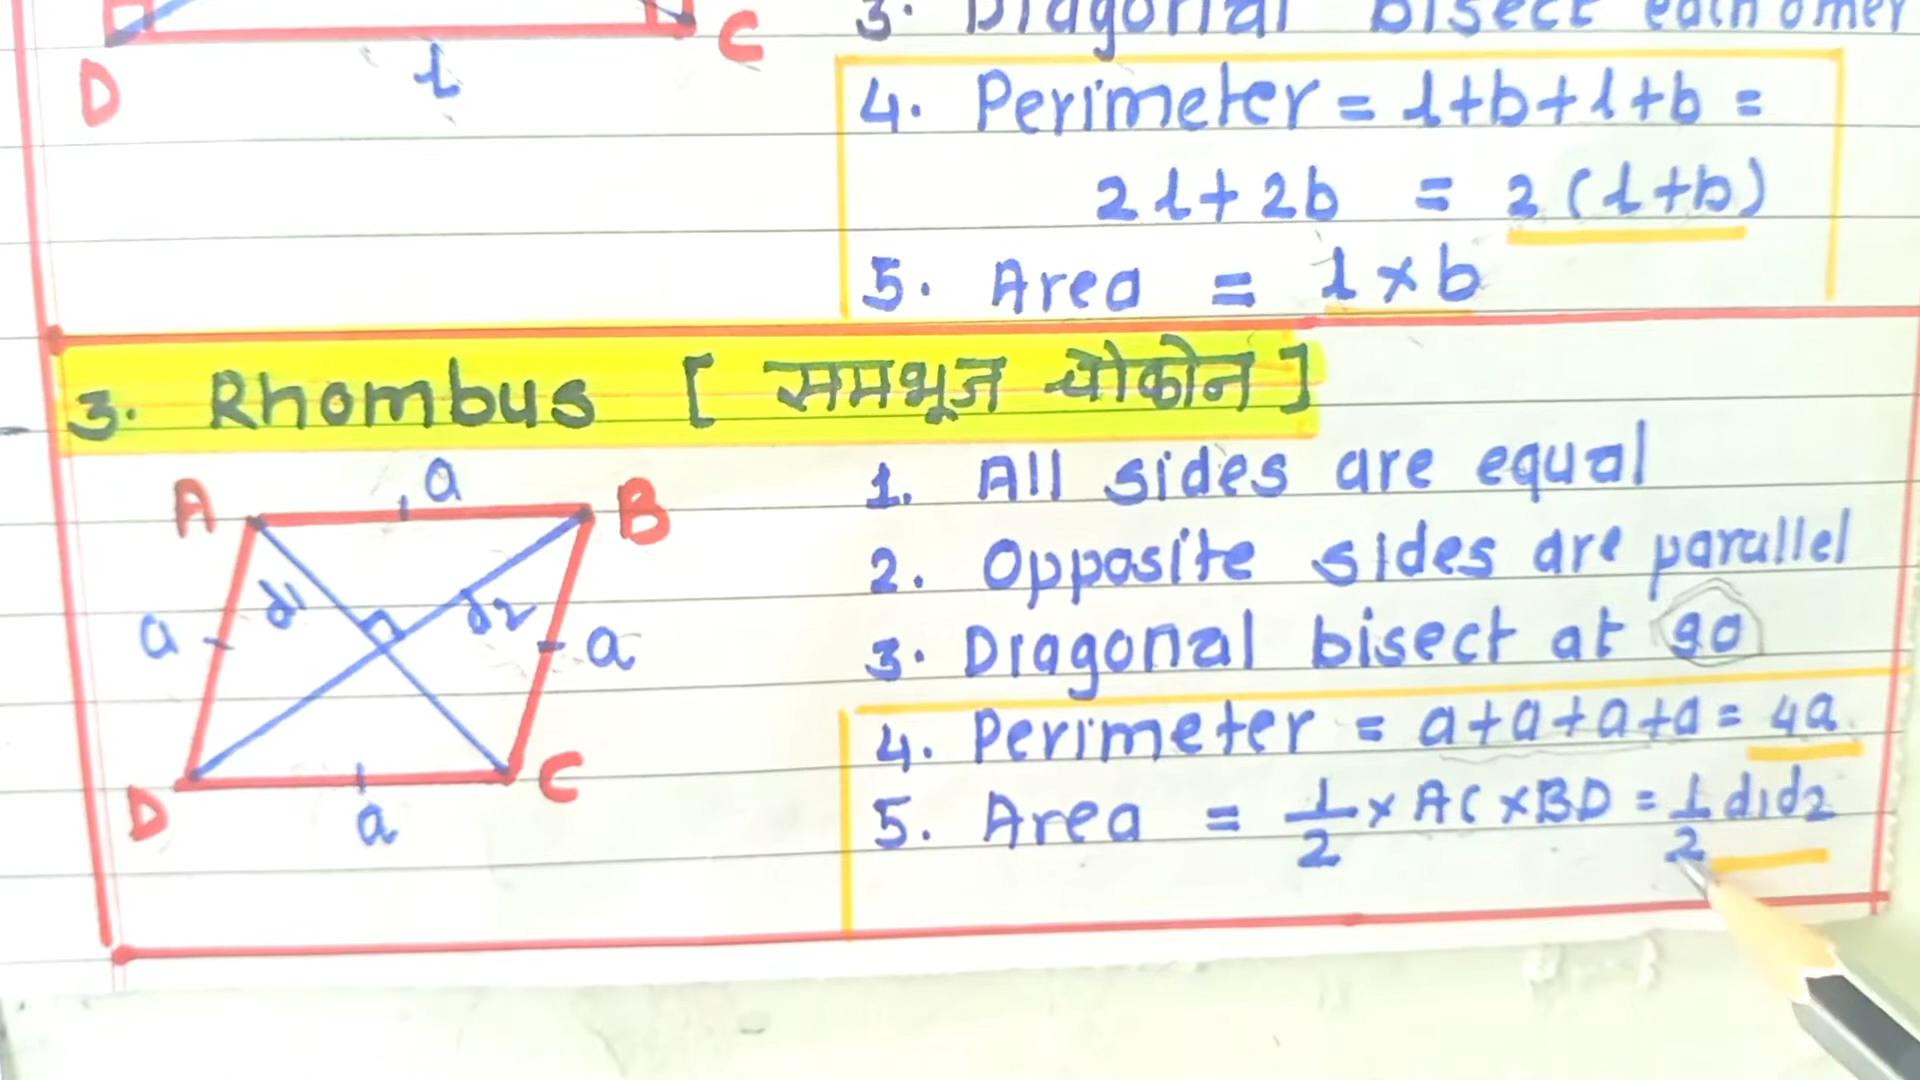 3. Diagonal bisect each other
D l C
4. Perimeter = l+b+l+b =
2l+2b = 2(l+b)
5. Area = l×b
3. Rhombus [ समभूज चोकोन ]
A a B
a d1 d2 a
D a C
1. All sides are equal
2. Opposite sides are parallel
3. Diagonal bisect at 90
4. Perimeter = a+a+a+a = 4a
5. Area = 1/2 × AC × BD = 1/2 d1d2